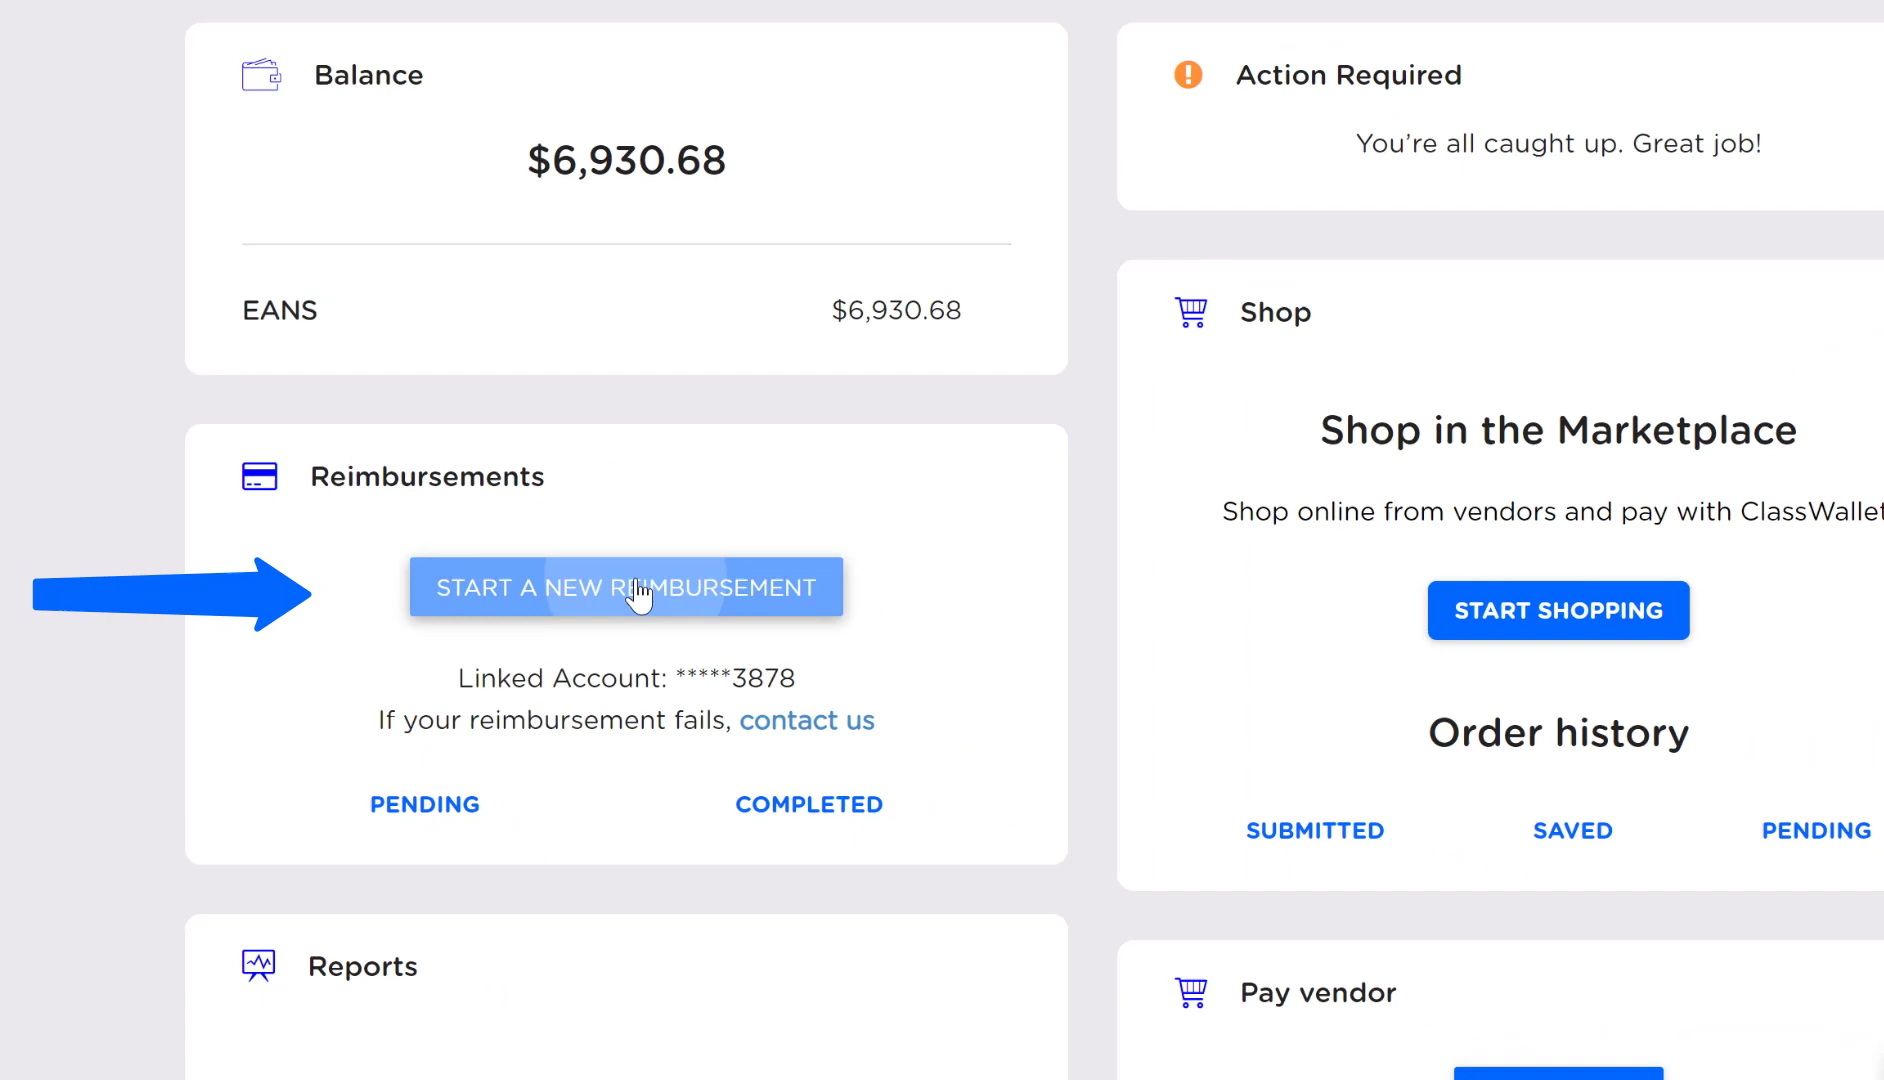 Balance
$6,930.68
EANS $6,930.68
Reimbursements
START A NEW REIMBURSEMENT
Linked Account: *****3878
If your reimbursement fails, contact us
PENDING COMPLETED
Reports
Action Required
You're all caught up. Great job!
Shop
Shop in the Marketplace
Shop online from vendors and pay with ClassWallet
START SHOPPING
Order history
SUBMITTED SAVED PENDING
Pay vendor